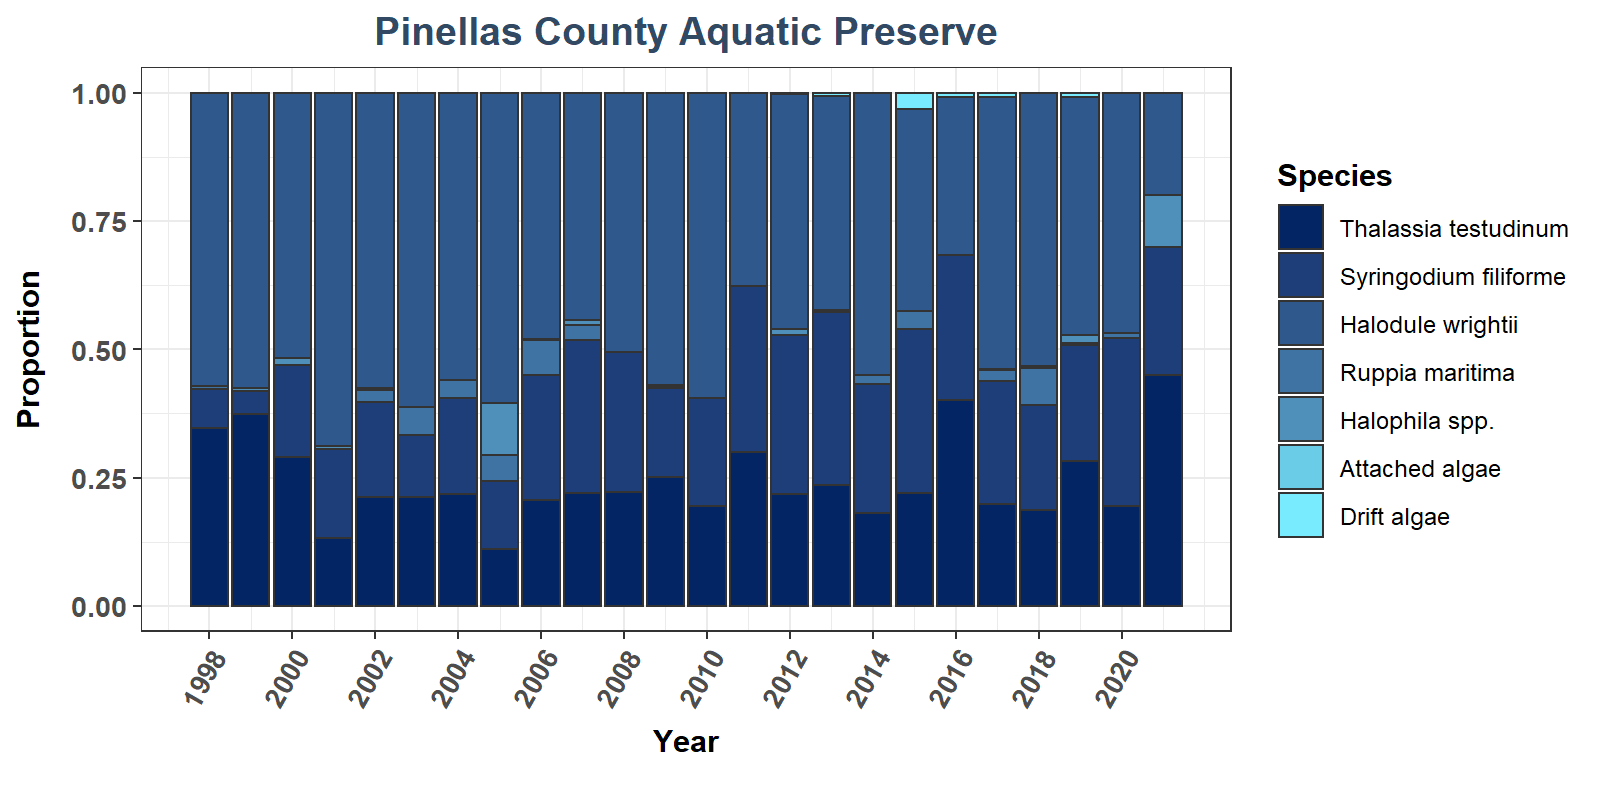 Pinellas County Aquatic Preserve
Proportion
1.00
0.75
0.50
0.25
0.00
1998
2000
2002
2004
2006
2008
2010
2012
2014
2016
2018
2020
Year
Species
Thalassia testudinum
Syringodium filiforme
Halodule wrightii
Ruppia maritima
Halophila spp.
Attached algae
Drift algae